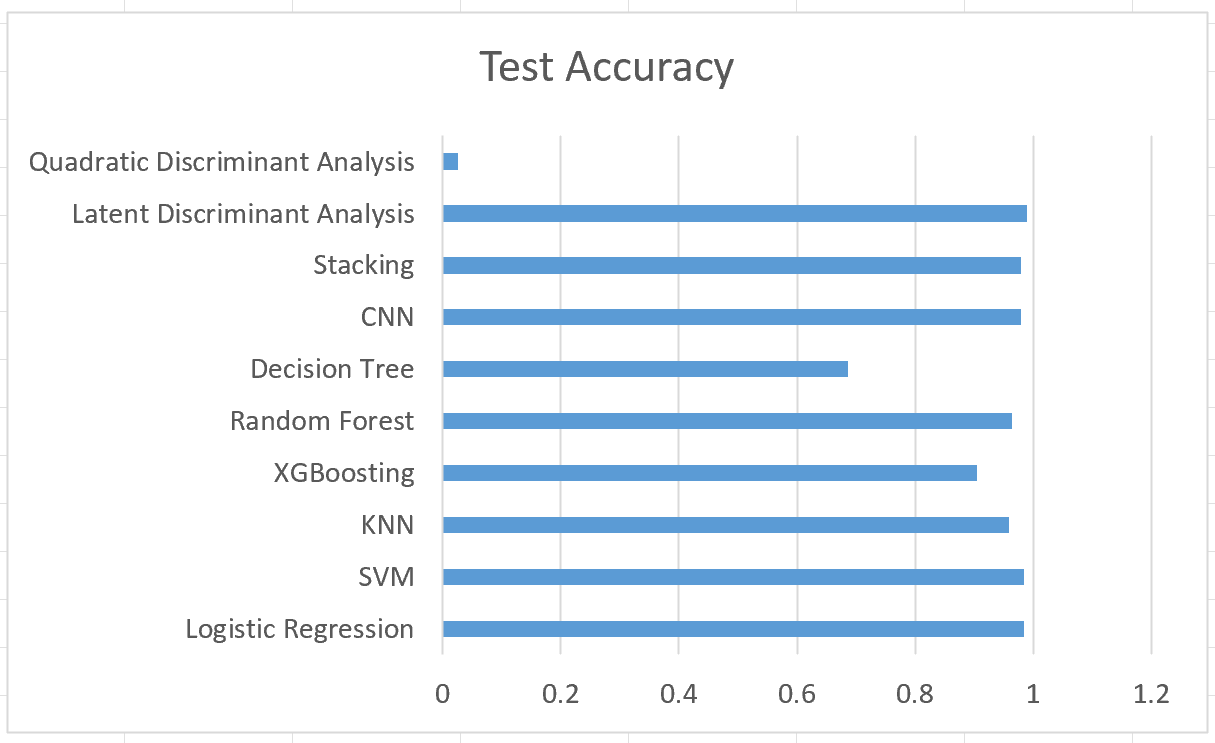 Test Accuracy
Quadratic Discriminant Analysis
Latent Discriminant Analysis
Stacking
CNN
Decision Tree
Random Forest
XGBoosting
KNN
SVM
Logistic Regression
0 0.2 0.4 0.6 0.8 1 1.2